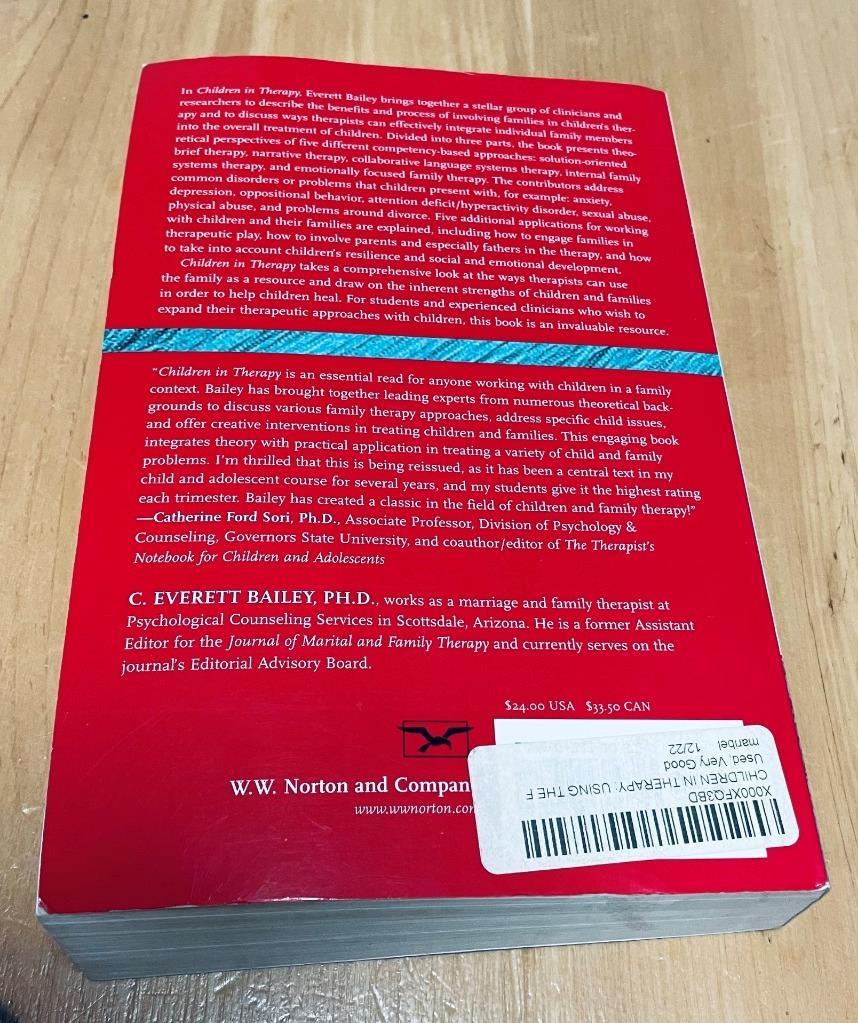 In Children in Therapy, Everett Bailey brings together a stellar group of clinicians and
researchers to describe the benefits and process of involving families in children's ther-
apy and to discuss ways therapists can effectively integrate individual family members
into the overall treatment of children. Divided into three parts, the book presents theo-
retical perspectives of five different competency-based approaches: solution-oriented
brief therapy, narrative therapy, collaborative language systems therapy, internal family
systems therapy, and emotionally focused family therapy. The contributors address
common disorders or problems that children present with, for example: anxiety,
depression, oppositional behavior, attention deficit/hyperactivity disorder, sexual abuse,
physical abuse, and problems around divorce. Five additional applications for working
with children and their families are explained, including how to engage families in
therapeutic play, how to involve parents and especially fathers in the therapy, and how
to take into account children's resilience and social and emotional development.
Children in Therapy takes a comprehensive look at the ways therapists can use
the family as a resource and draw on the inherent strengths of children and families
in order to help children heal. For students and experienced clinicians who wish to
expand their therapeutic approaches with children, this book is an invaluable resource.
"Children in Therapy is an essential read for anyone working with children in a family
context. Bailey has brought together leading experts from numerous theoretical back-
grounds to discuss various family therapy approaches, address specific child issues,
and offer creative interventions in treating children and families. This engaging book
integrates theory with practical application in treating a variety of child and family
problems. I'm thrilled that this is being reissued, as it has been a central text in my
child and adolescent course for several years, and my students give it the highest rating
each trimester. Bailey has created a classic in the field of children and family therapy!"
—Catherine Ford Sori, Ph.D., Associate Professor, Division of Psychology &
Counseling, Governors State University, and coauthor/editor of The Therapist's
Notebook for Children and Adolescents
C. EVERETT BAILEY, PH.D., works as a marriage and family therapist at
Psychological Counseling Services in Scottsdale, Arizona. He is a former Assistant
Editor for the Journal of Marital and Family Therapy and currently serves on the
journal's Editorial Advisory Board.
$24.00 USA $33.50 CAN
W.W. Norton and Compan
www.wwnorton.co
X000XFQ3BD
CHILDREN IN THERAPY: USING THE F
Used, Very Good
maribel 12/22